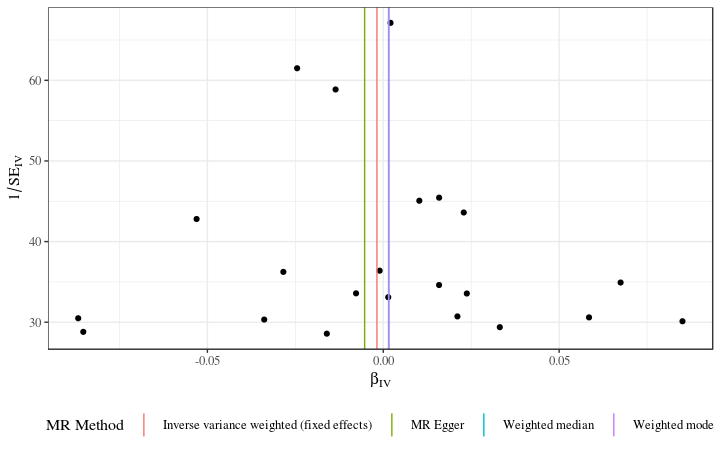 60
50
40
30
1/SE_IV
-0.05
0.00
0.05
β_IV
MR Method Inverse variance weighted (fixed effects) MR Egger Weighted median Weighted mode